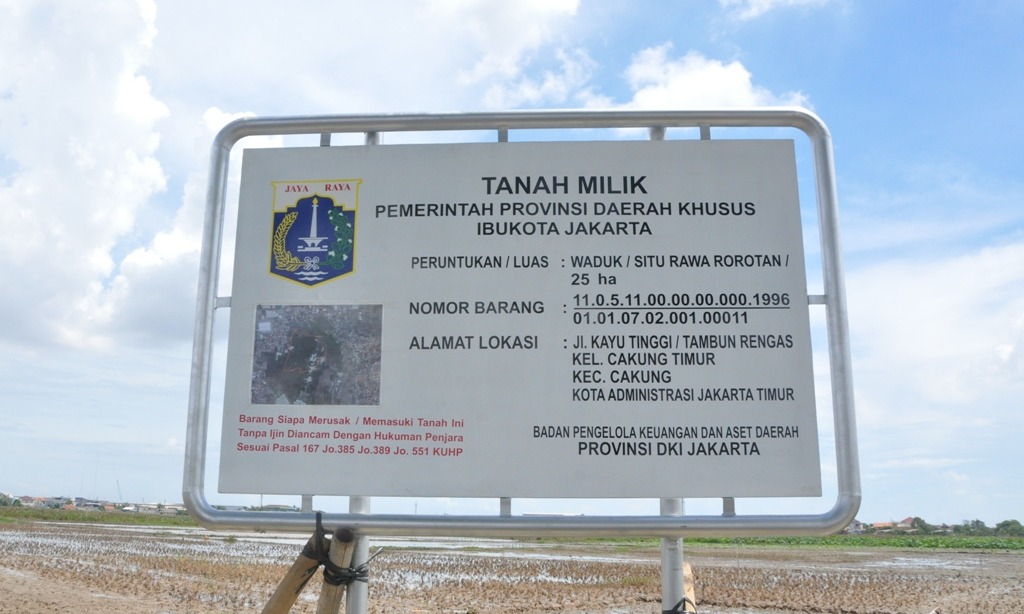 JAYA RAYA
TANAH MILIK
PEMERINTAH PROVINSI DAERAH KHUSUS
IBUKOTA JAKARTA
PERUNTUKAN / LUAS : WADUK / SITU RAWA ROROTAN /
25 ha
NOMOR BARANG : 11.0.5.11.00.00.00.000.1996
01.01.07.02.001.00011
ALAMAT LOKASI : Jl. KAYU TINGGI / TAMBUN RENGAS
KEL. CAKUNG TIMUR
KEC. CAKUNG
KOTA ADMINISTRASI JAKARTA TIMUR
Barang Siapa Merusak / Memasuki Tanah Ini
Tanpa Ijin Diancam Dengan Hukuman Penjara
Sesuai Pasal 167 Jo.385 Jo.389 Jo. 551 KUHP
BADAN PENGELOLA KEUANGAN DAN ASET DAERAH
PROVINSI DKI JAKARTA